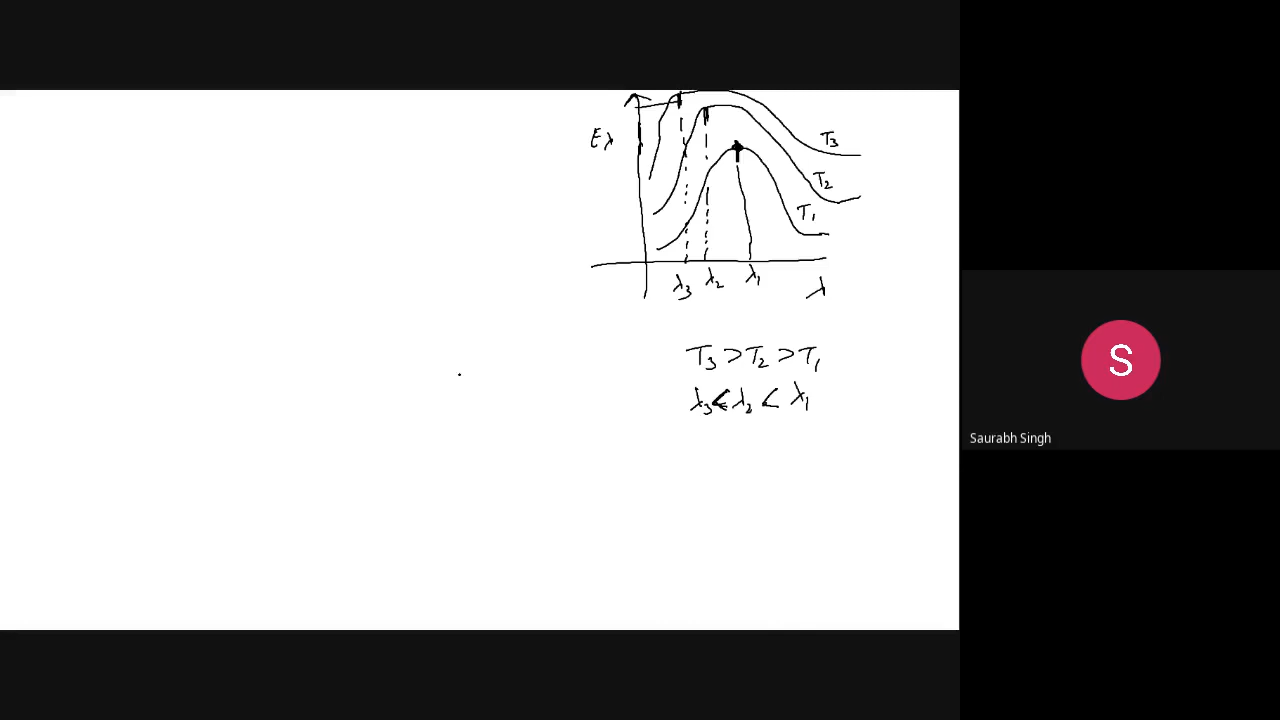 Eλ
T₃
T₂
T₁
λ₃ λ₂ λ₁ λ
T₃ > T₂ > T₁
λ₃ < λ₂ < λ₁
S
Saurabh Singh